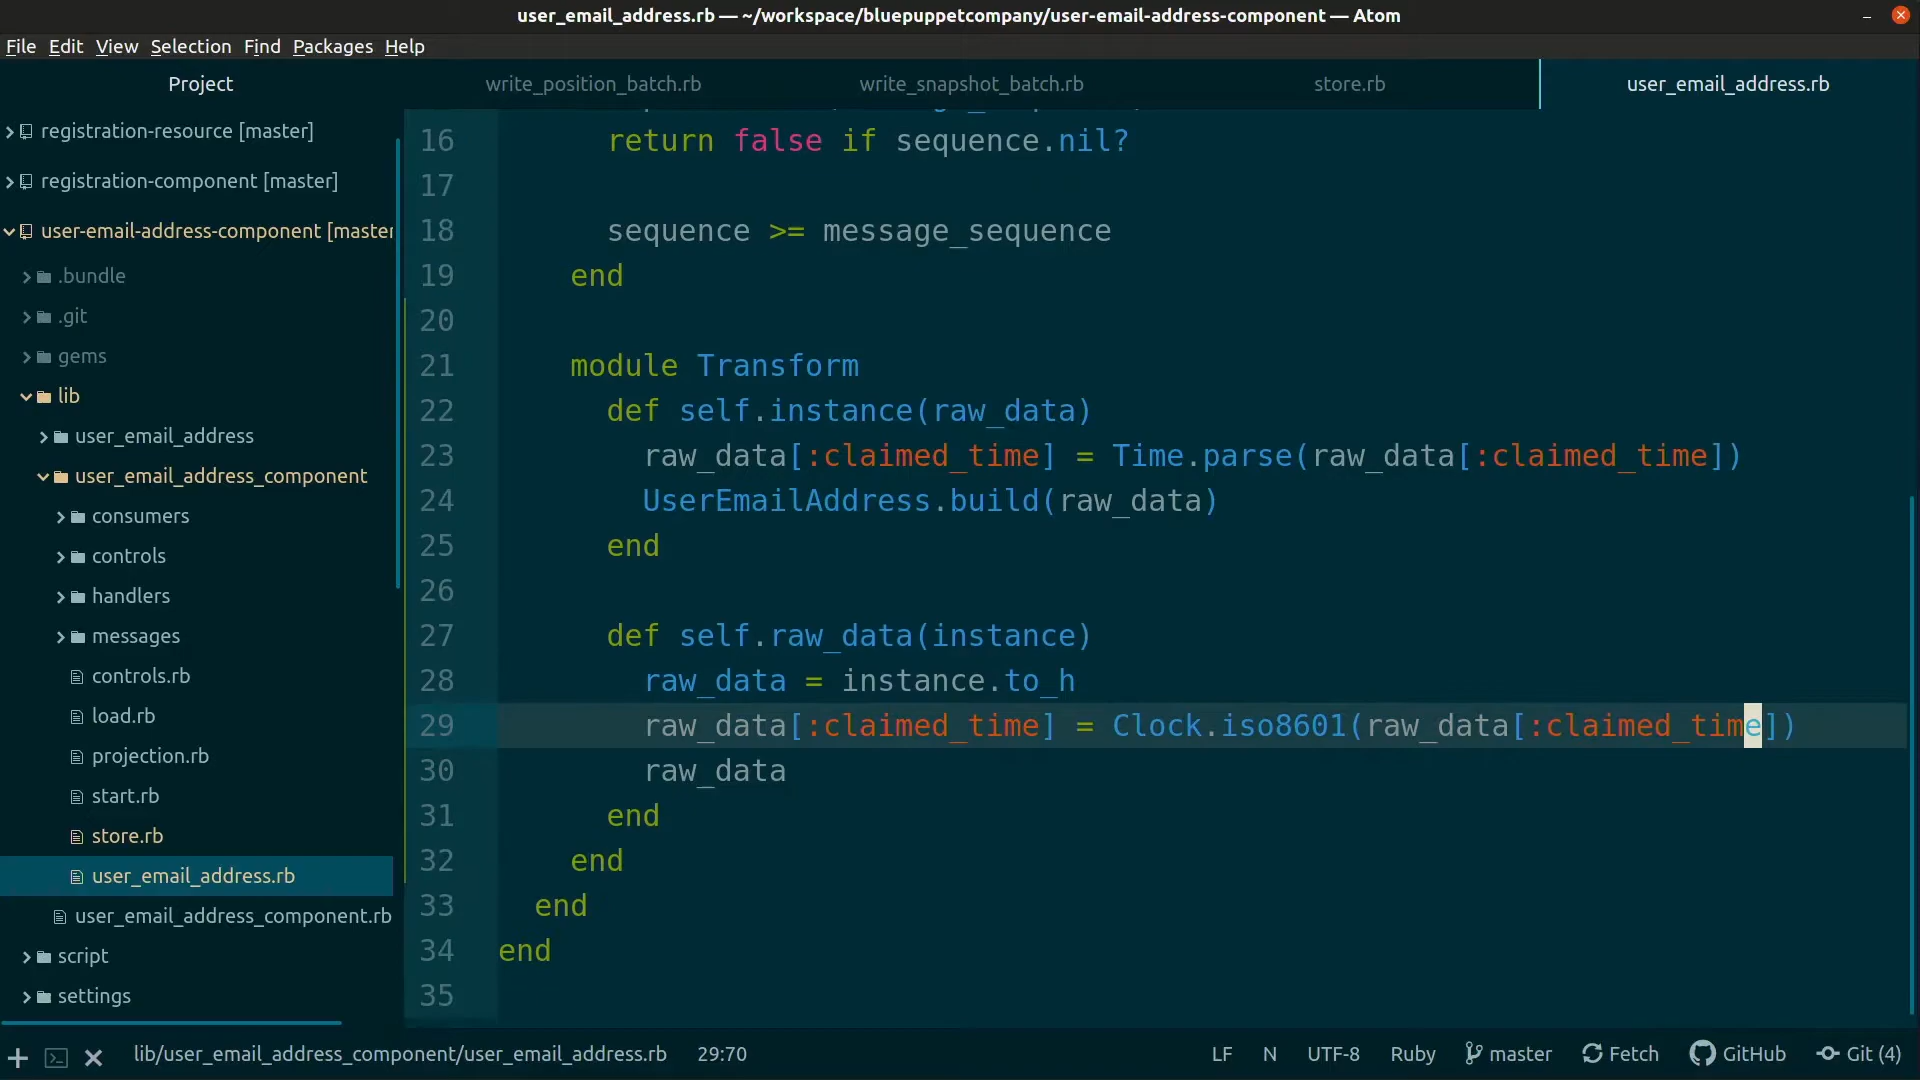 user_email_address.rb — ~/workspace/bluepuppetcompany/user-email-address-component — Atom
File Edit View Selection Find Packages Help
Project
write_position_batch.rb
write_snapshot_batch.rb
store.rb
user_email_address.rb
registration-resource [master]
registration-component [master]
user-email-address-component [master
.bundle
.git
gems
lib
user_email_address
user_email_address_component
consumers
controls
handlers
messages
controls.rb
load.rb
projection.rb
start.rb
store.rb
user_email_address.rb
user_email_address_component.rb
script
settings
16 return false if sequence.nil?
17
18 sequence >= message_sequence
19 end
20
21 module Transform
22 def self.instance(raw_data)
23 raw_data[:claimed_time] = Time.parse(raw_data[:claimed_time])
24 UserEmailAddress.build(raw_data)
25 end
26
27 def self.raw_data(instance)
28 raw_data = instance.to_h
29 raw_data[:claimed_time] = Clock.iso8601(raw_data[:claimed_time])
30 raw_data
31 end
32 end
33 end
34 end
35
lib/user_email_address_component/user_email_address.rb 29:70
LF N UTF-8 Ruby master Fetch GitHub Git (4)